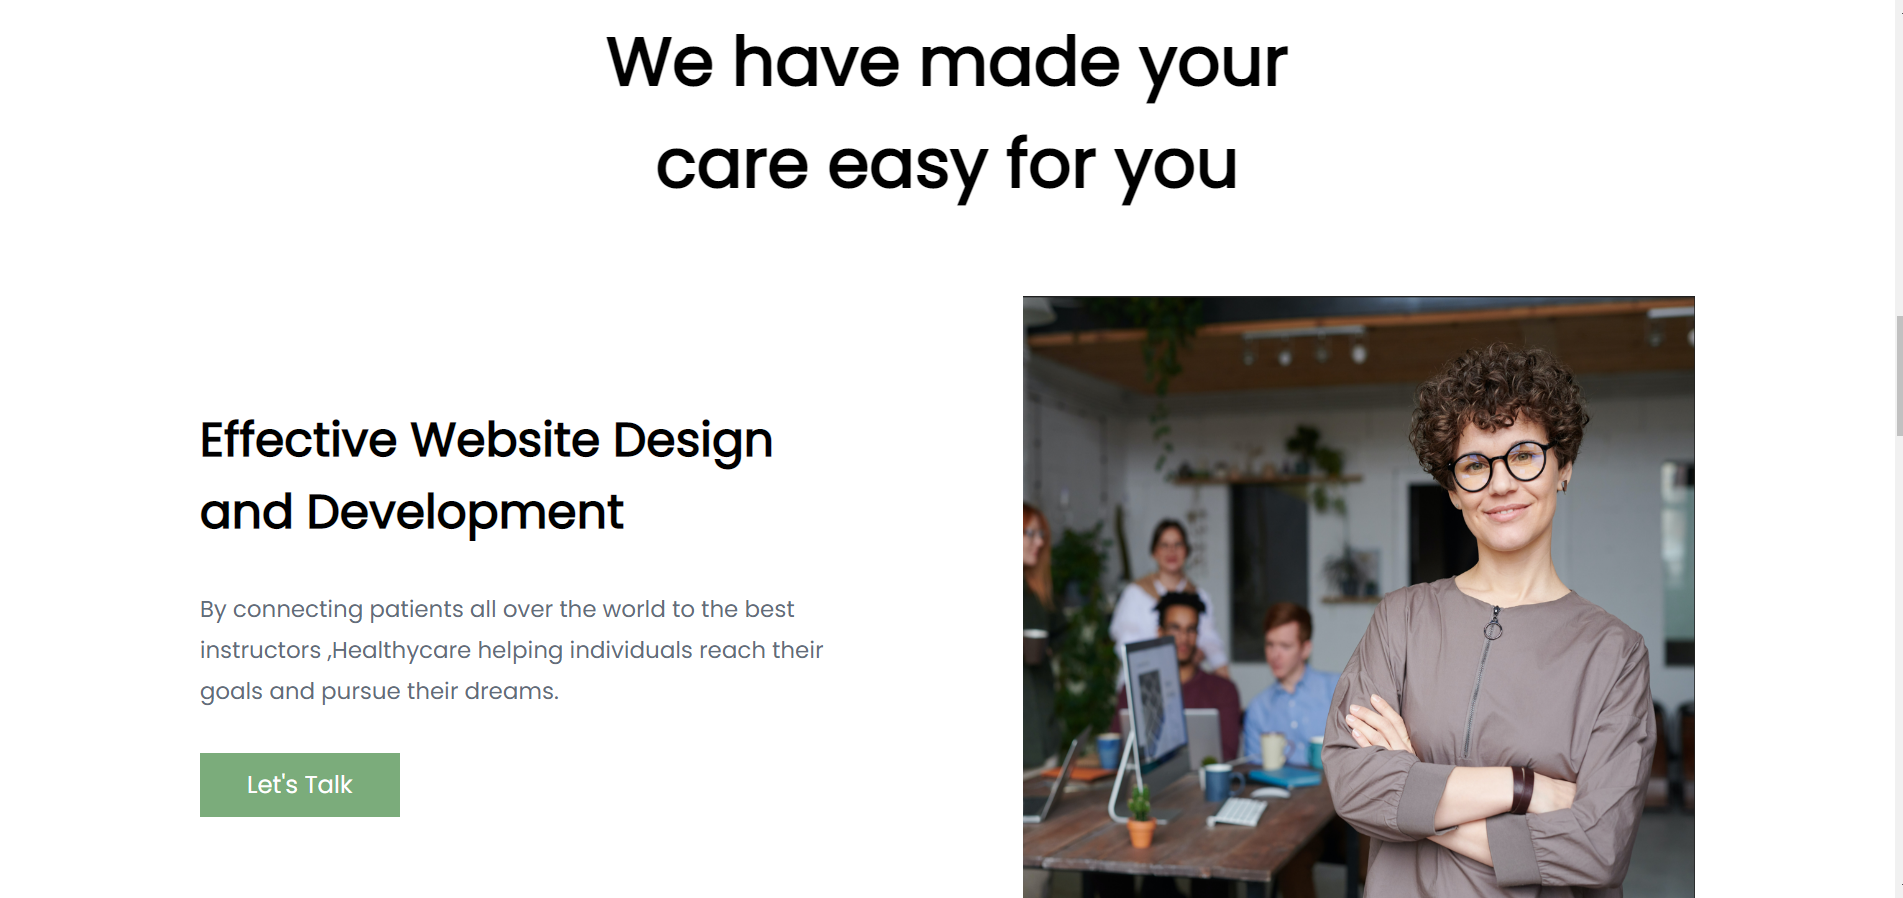 We have made your
care easy for you
Effective Website Design
and Development
By connecting patients all over the world to the best
instructors ,Healthycare helping individuals reach their
goals and pursue their dreams.
Let's Talk